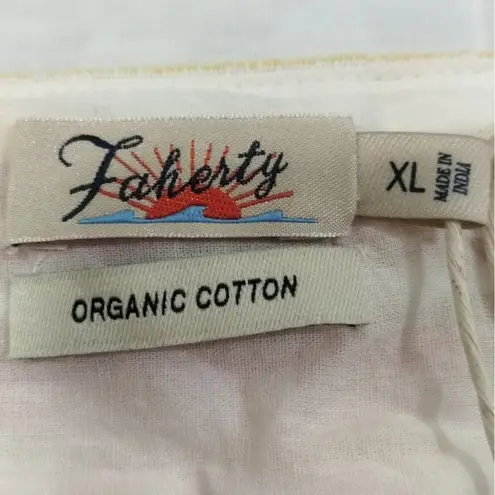 Faherty
XL
MADE IN
INDIA
ORGANIC COTTON